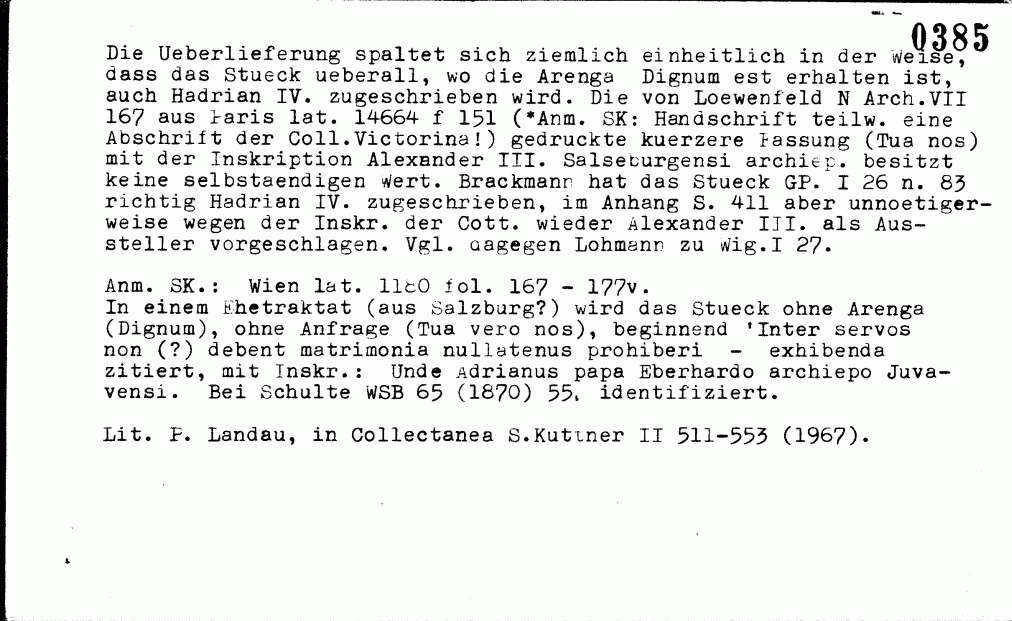 0385
Die Ueberlieferung spaltet sich ziemlich einheitlich in der Weise,
dass das Stueck ueberall, wo die Arenga Dignum est erhalten ist,
auch Hadrian IV. zugeschrieben wird. Die von Loewenfeld N Arch.VII
167 aus Paris lat. 14664 f 151 (*Anm. SK: Handschrift teilw. eine
Abschrift der Coll.Victorina!) gedruckte kuerzere Fassung (Tua nos)
mit der Inskription Alexander III. Salseburgensi archiep. besitzt
keine selbstaendigen Wert. Brackmann hat das Stueck GP. I 26 n. 83
richtig Hadrian IV. zugeschrieben, im Anhang S. 411 aber unnoetiger-
weise wegen der Inskr. der Cott. wieder Alexander III. als Aus-
steller vorgeschlagen. Vgl. dagegen Lohmann zu Wig.I 27.
Anm. SK.: Wien lat. 1180 fol. 167 - 177v.
In einem Ehetraktat (aus Salzburg?) wird das Stueck ohne Arenga
(Dignum), ohne Anfrage (Tua vero nos), beginnend 'Inter servos
non (?) debent matrimonia nullatenus prohiberi - exhibenda
zitiert, mit Inskr.: Unde Adrianus papa Eberhardo archiepo Juva-
vensi. Bei Schulte WSB 65 (1870) 55, identifiziert.
Lit. P. Landau, in Collectanea S.Kuttner II 511-553 (1967).